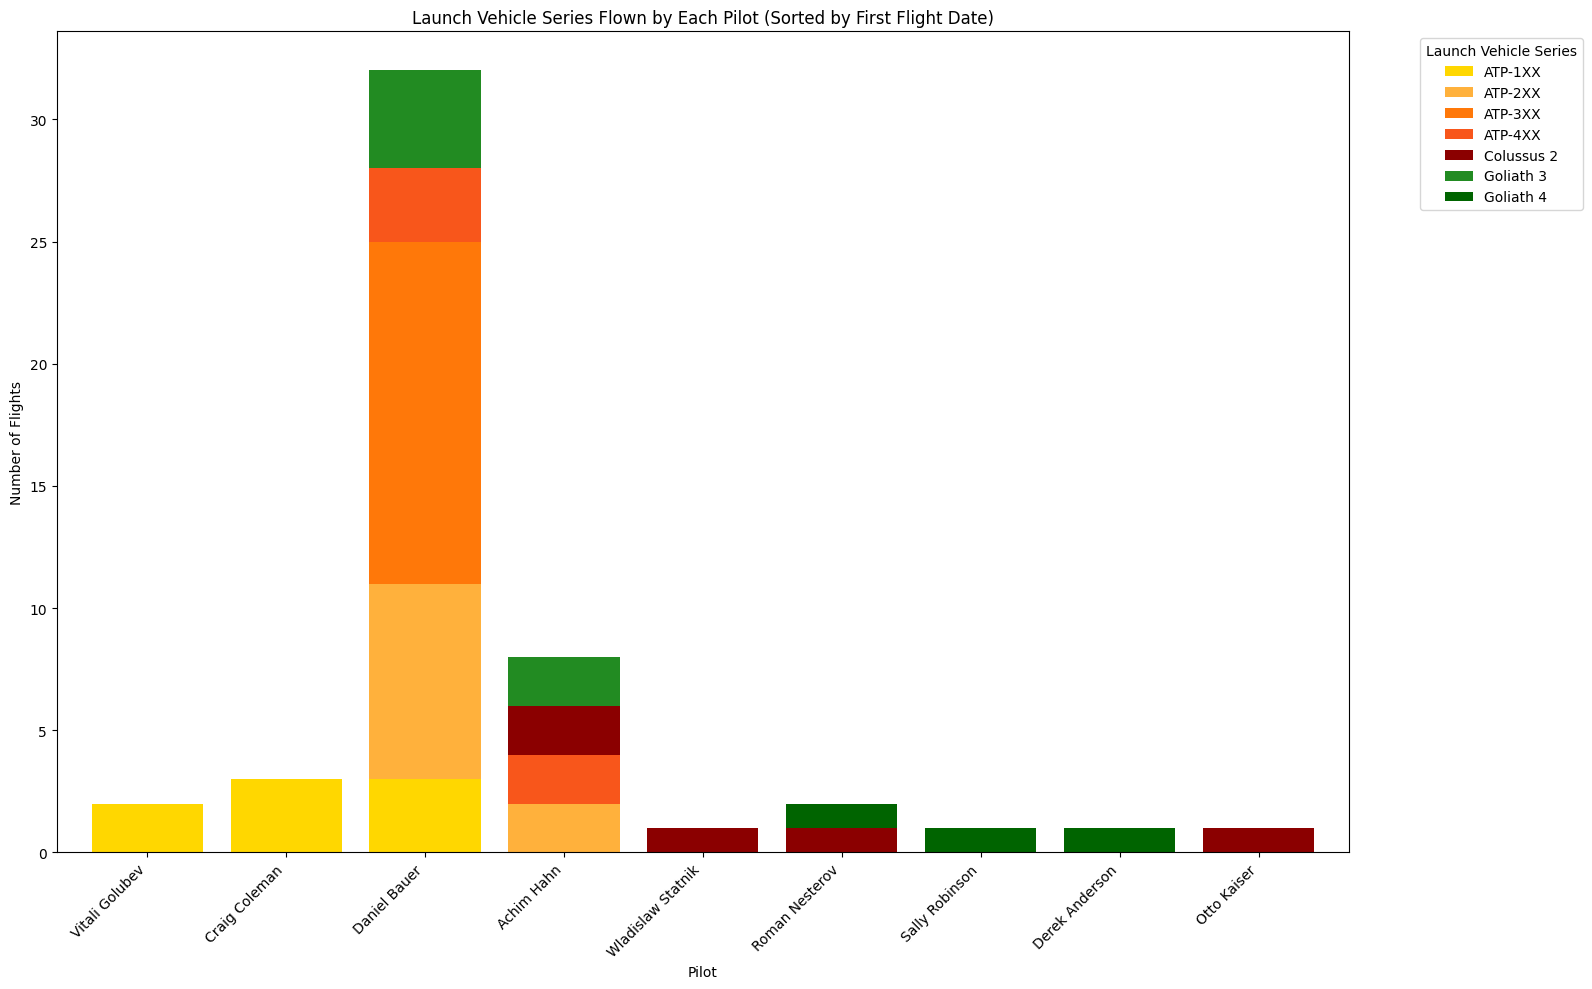 Launch Vehicle Series Flown by Each Pilot (Sorted by First Flight Date)
Launch Vehicle Series
ATP-1XX
ATP-2XX
ATP-3XX
ATP-4XX
Colussus 2
Goliath 3
Goliath 4
Number of Flights
30
25
20
15
10
5
0
Vitali Golubev
Craig Coleman
Daniel Bauer
Achim Hahn
Wladislaw Statnik
Roman Nesterov
Sally Robinson
Derek Anderson
Otto Kaiser
Pilot